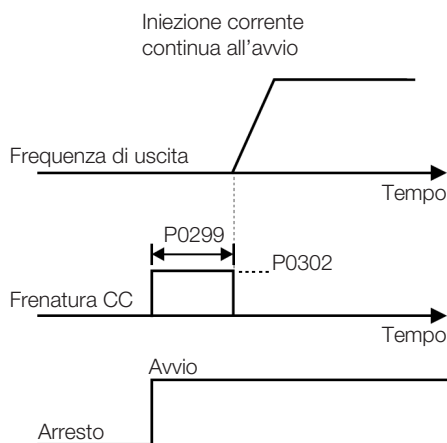 Iniezione corrente
continua all'avvio
Frequenza di uscita
Tempo
P0299
P0302
Frenatura CC
Tempo
Avvio
Arresto